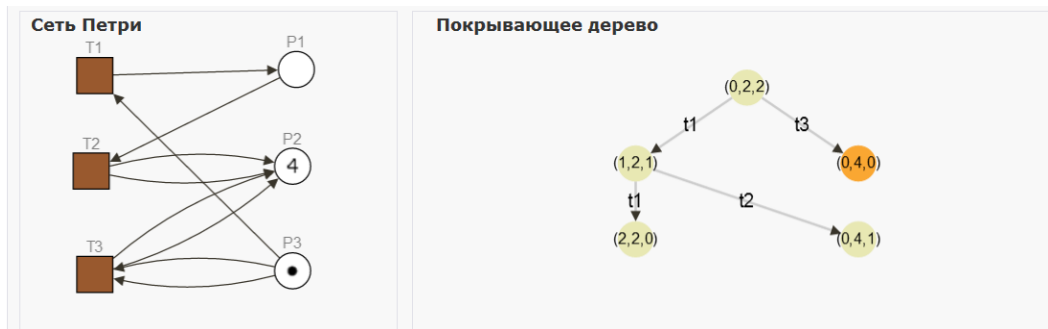 Сеть Петри
T1
P1
T2
P2
4
T3
P3
Покрывающее дерево
(0,2,2)
t1
t3
(1,2,1)
(0,4,0)
t1
t2
(2,2,0)
(0,4,1)